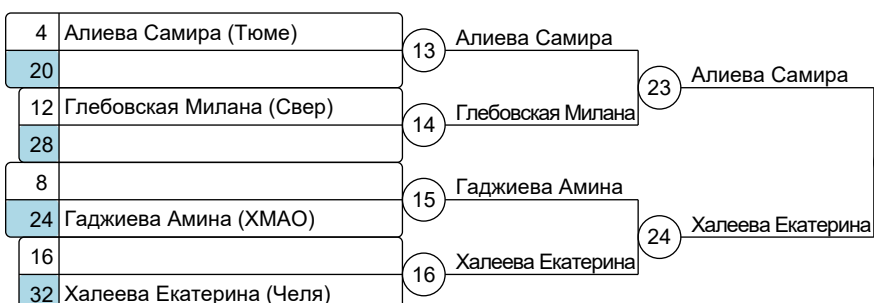 4 Алиева Самира (Тюме)
20
12 Глебовская Милана (Свер)
28
8
24 Гаджиева Амина (ХМАО)
16
32 Халеева Екатерина (Челя)
13 Алиева Самира
14 Глебовская Милана
15 Гаджиева Амина
16 Халеева Екатерина
23 Алиева Самира
24 Халеева Екатерина